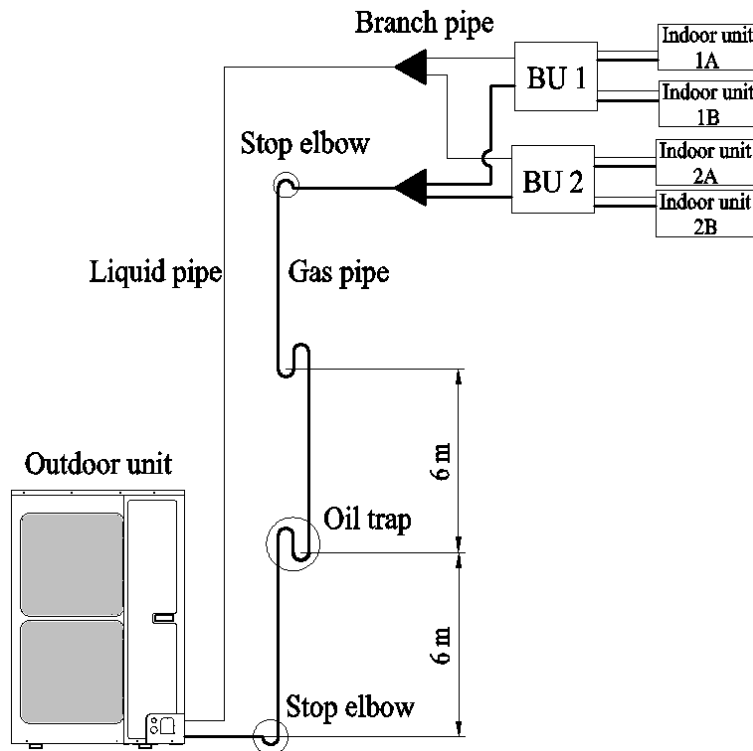 Branch pipe
Indoor unit
1A
BU 1
Indoor unit
1B
Stop elbow
Indoor unit
2A
BU 2
Indoor unit
2B
Liquid pipe
Gas pipe
6 m
Outdoor unit
Oil trap
6 m
Stop elbow